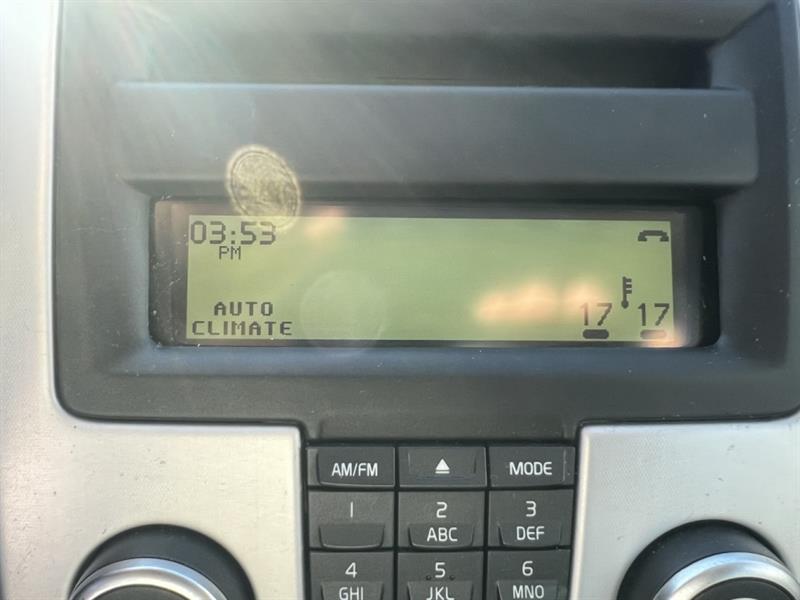 03:53
PM
AUTO
CLIMATE
17 17
AM/FM
MODE
1
2
3
ABC
DEF
4
5
6
GHI
JKL
MNO